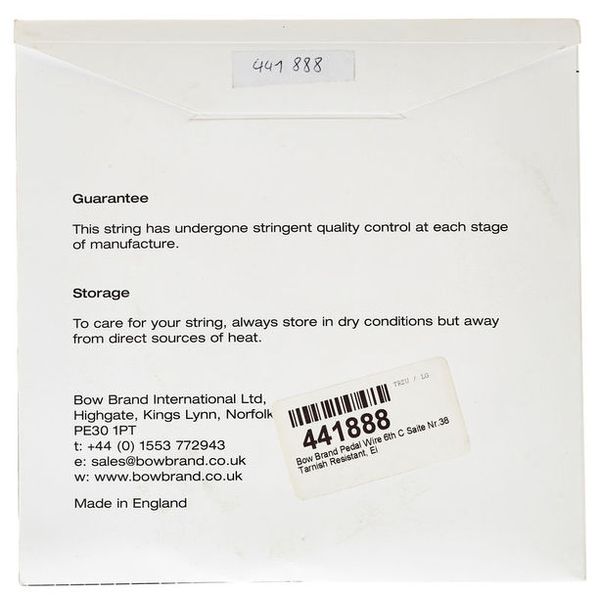 441 888
Guarantee
This string has undergone stringent quality control at each stage
of manufacture.
Storage
To care for your string, always store in dry conditions but away
from direct sources of heat.
Bow Brand International Ltd,
Highgate, Kings Lynn, Norfolk
PE30 1PT
t: +44 (0) 1553 772943
e: sales@bowbrand.co.uk
w: www.bowbrand.co.uk
Made in England
TRZU / LG
441888
Bow Brand Pedal Wire 6th C Saite Nr.38
Tarnish Resistant, Ei